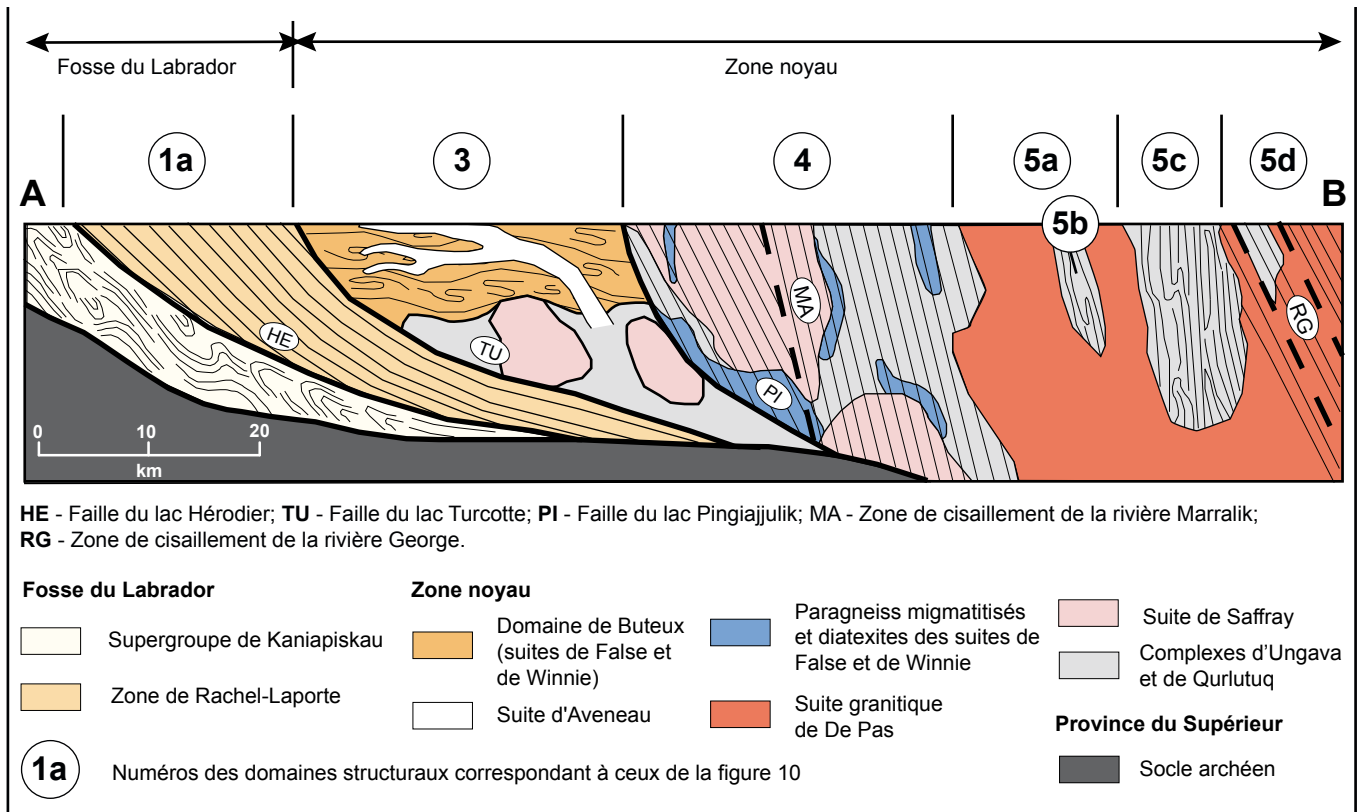 Fosse du Labrador
Zone noyau
1a
3
4
5a
5c
5d
A
B
5b
HE
TU
MA
PI
RG
0 10 20
km
HE - Faille du lac Hérodier; TU - Faille du lac Turcotte; PI - Faille du lac Pingiajjulik; MA - Zone de cisaillement de la rivière Marralik;
RG - Zone de cisaillement de la rivière George.
Fosse du Labrador
Supergroupe de Kaniapiskau
Zone de Rachel-Laporte
Zone noyau
Domaine de Buteux
(suites de False et
de Winnie)
Suite d'Aveneau
Paragneiss migmatitisés
et diatexites des suites de
False et de Winnie
Suite granitique
de De Pas
Suite de Saffray
Complexes d'Ungava
et de Qurlutuq
Province du Supérieur
Socle archéen
1a
Numéros des domaines structuraux correspondant à ceux de la figure 10